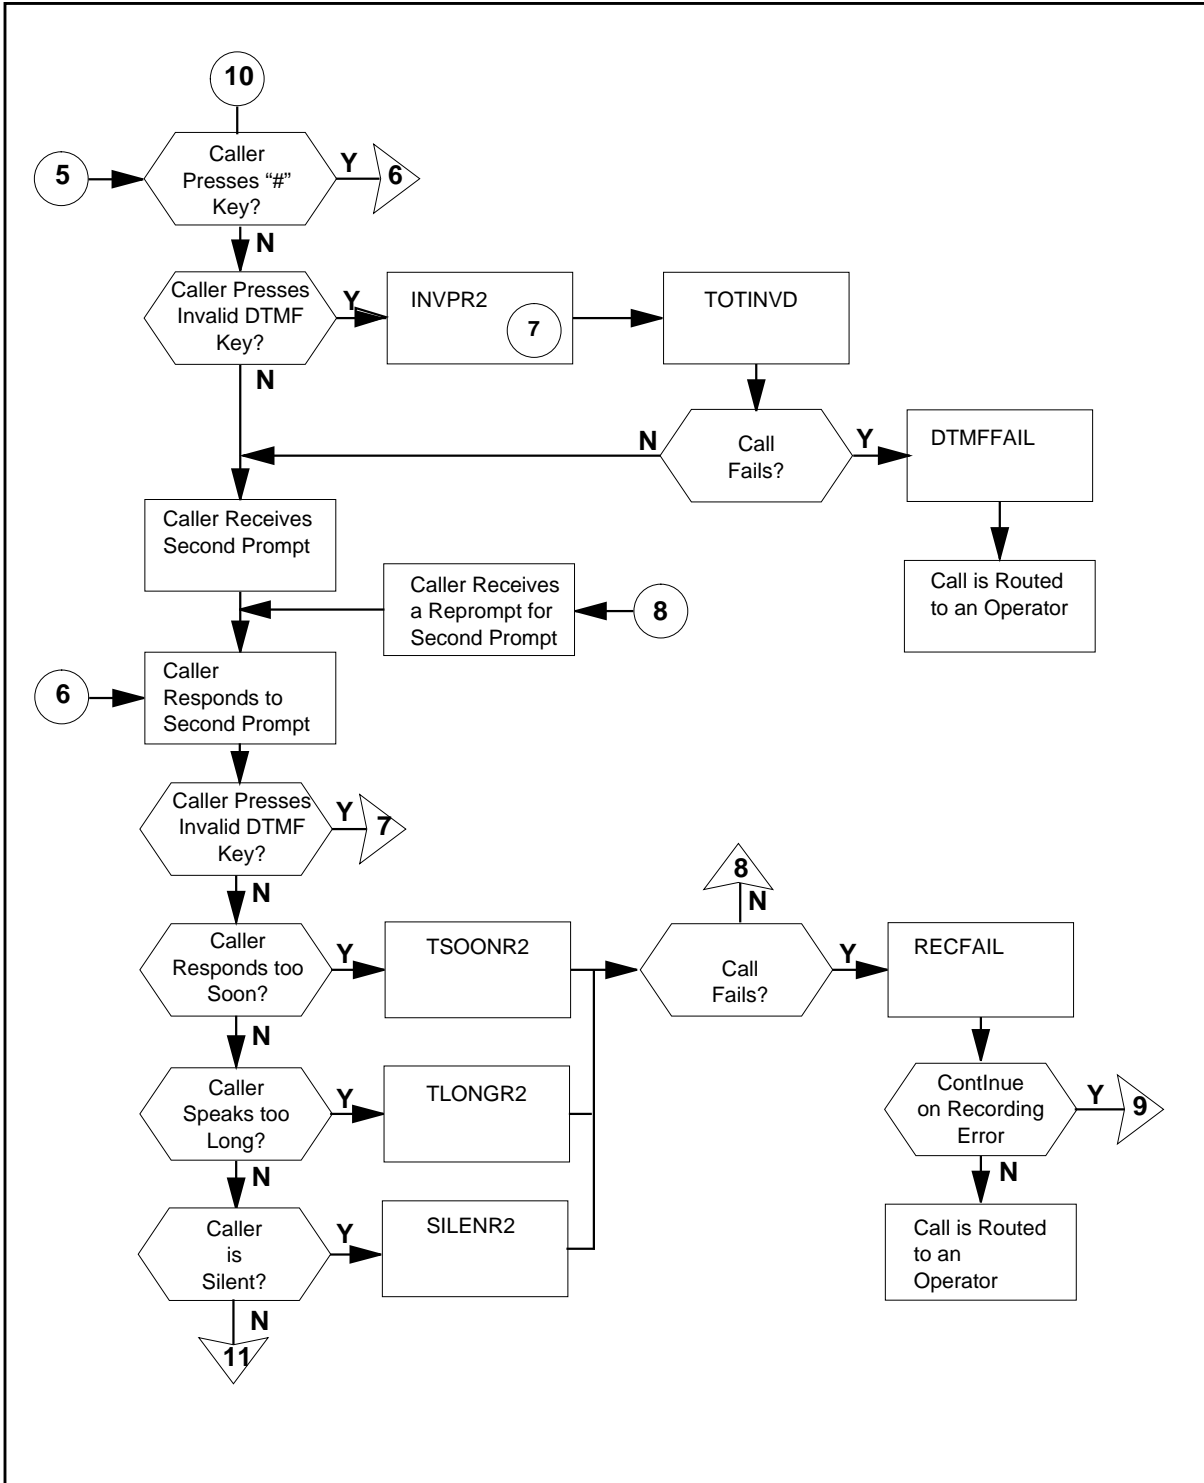 10
Caller
Presses “#”
Key?
5
Y
6
N
Caller Presses
Invalid DTMF
Key?
Y
INVPR2
7
TOTINVD
N
N
Call
Fails?
Y
DTMFFAIL
Caller Receives
Second Prompt
Caller Receives
a Reprompt for
Second Prompt
8
Call is Routed
to an Operator
6
Caller
Responds to
Second Prompt
Caller Presses
Invalid DTMF
Key?
Y
7
N
8
N
Caller
Responds too
Soon?
Y
TSOONR2
Call
Fails?
Y
RECFAIL
N
Caller
Speaks too
Long?
Y
TLONGR2
ContInue
on Recording
Error
Y
9
N
N
Caller
is
Silent?
Y
SILENR2
Call is Routed
to an
Operator
N
11